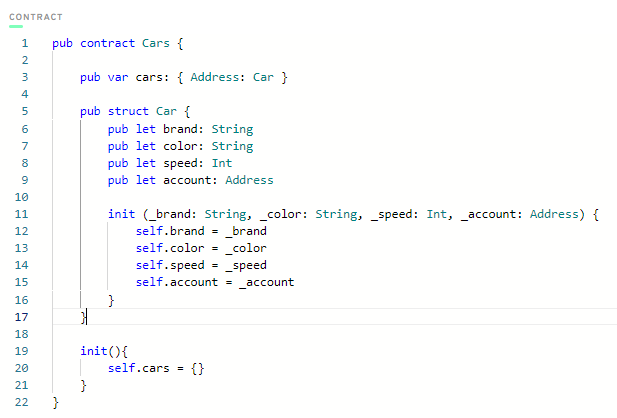 CONTRACT
1 pub contract Cars {
2
3 pub var cars: { Address: Car }
4
5 pub struct Car {
6 pub let brand: String
7 pub let color: String
8 pub let speed: Int
9 pub let account: Address
10
11 init (_brand: String, _color: String, _speed: Int, _account: Address) {
12 self.brand = _brand
13 self.color = _color
14 self.speed = _speed
15 self.account = _account
16 }
17 }
18
19 init(){
20 self.cars = {}
21 }
22 }